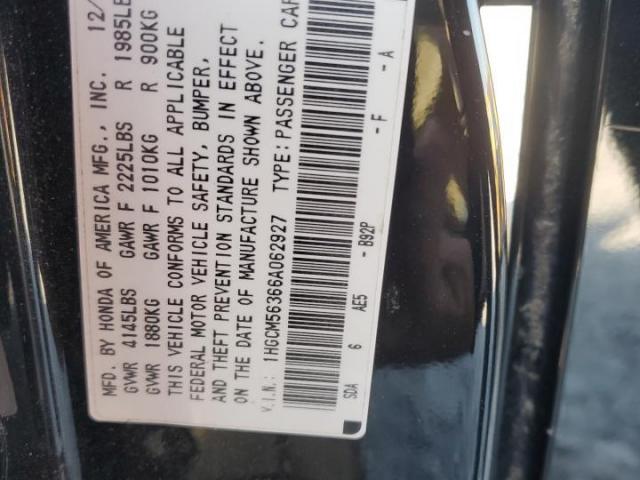 MFD. BY HONDA OF AMERICA MFG., INC. 12/
GVWR 4145LBS GAWR F 2225LBS R 1985LB
GVWR 1880KG GAWR F 1010KG R 900KG
THIS VEHICLE CONFORMS TO ALL APPLICABLE
FEDERAL MOTOR VEHICLE SAFETY, BUMPER,
AND THEFT PREVENTION STANDARDS IN EFFECT
ON THE DATE OF MANUFACTURE SHOWN ABOVE.
V.I.N.: 1HGCM56366A062927 TYPE:PASSENGER CAR
SDA 6 AE5 - B92P - F - A